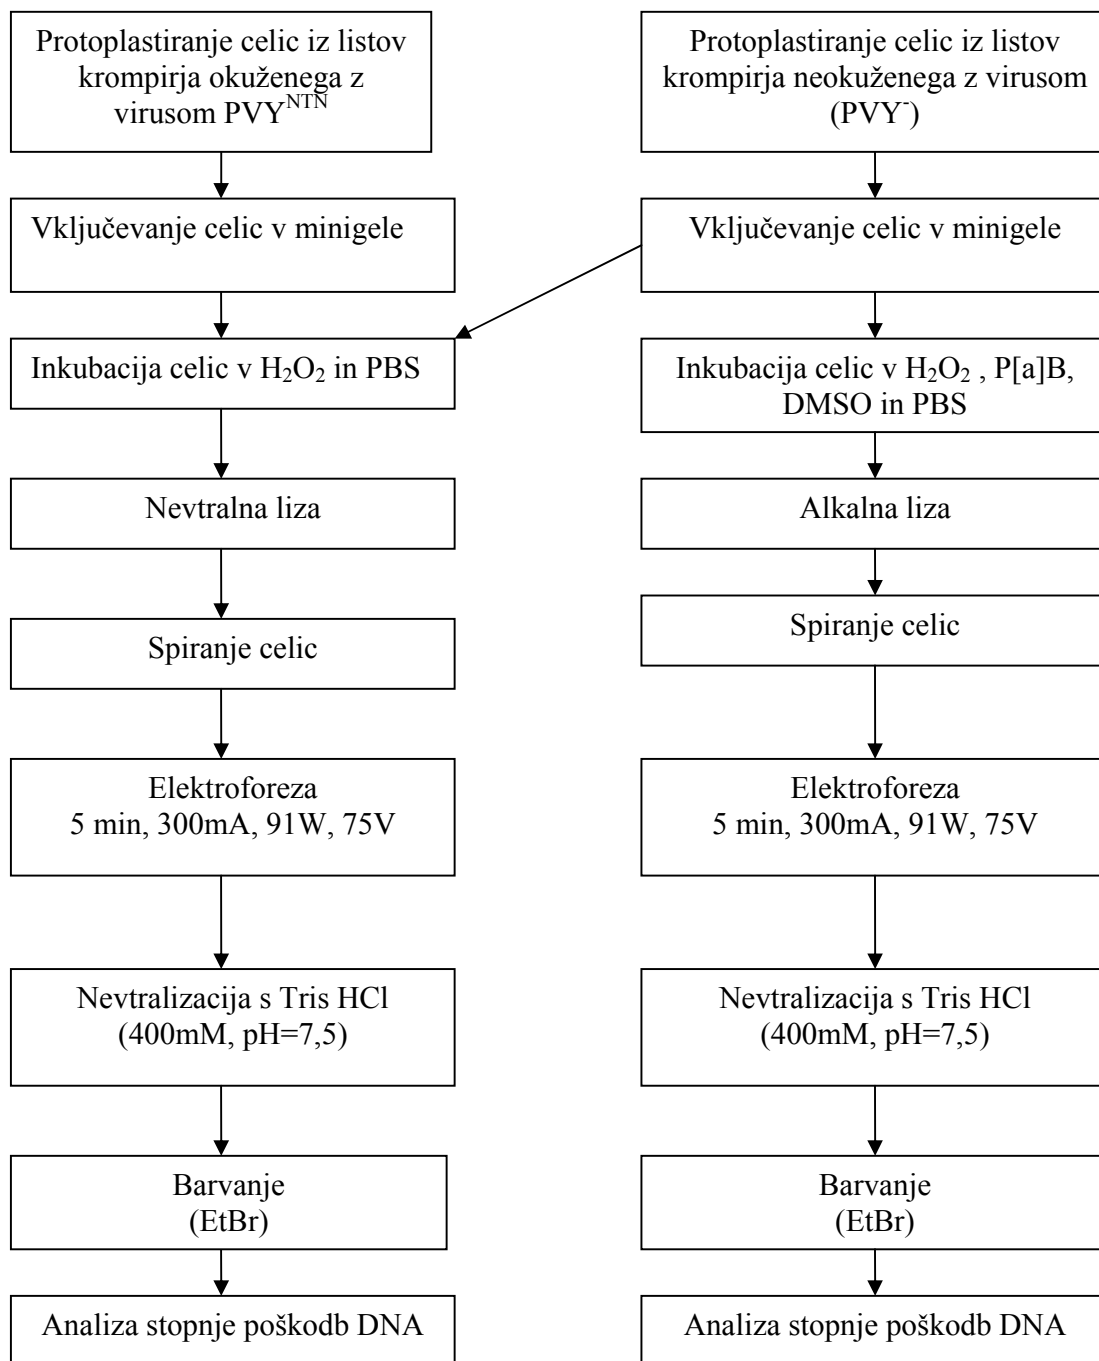 Protoplastiranje celic iz listov
krompirja okuženega z
virusom PVY^NTN
Vključevanje celic v minigele
Inkubacija celic v H₂O₂ in PBS
Nevtralna liza
Spiranje celic
Elektroforeza
5 min, 300mA, 91W, 75V
Nevtralizacija s Tris HCl
(400mM, pH=7,5)
Barvanje
(EtBr)
Analiza stopnje poškodb DNA
Protoplastiranje celic iz listov
krompirja neokuženega z virusom
(PVY⁻)
Vključevanje celic v minigele
Inkubacija celic v H₂O₂ , P[a]B,
DMSO in PBS
Alkalna liza
Spiranje celic
Elektroforeza
5 min, 300mA, 91W, 75V
Nevtralizacija s Tris HCl
(400mM, pH=7,5)
Barvanje
(EtBr)
Analiza stopnje poškodb DNA